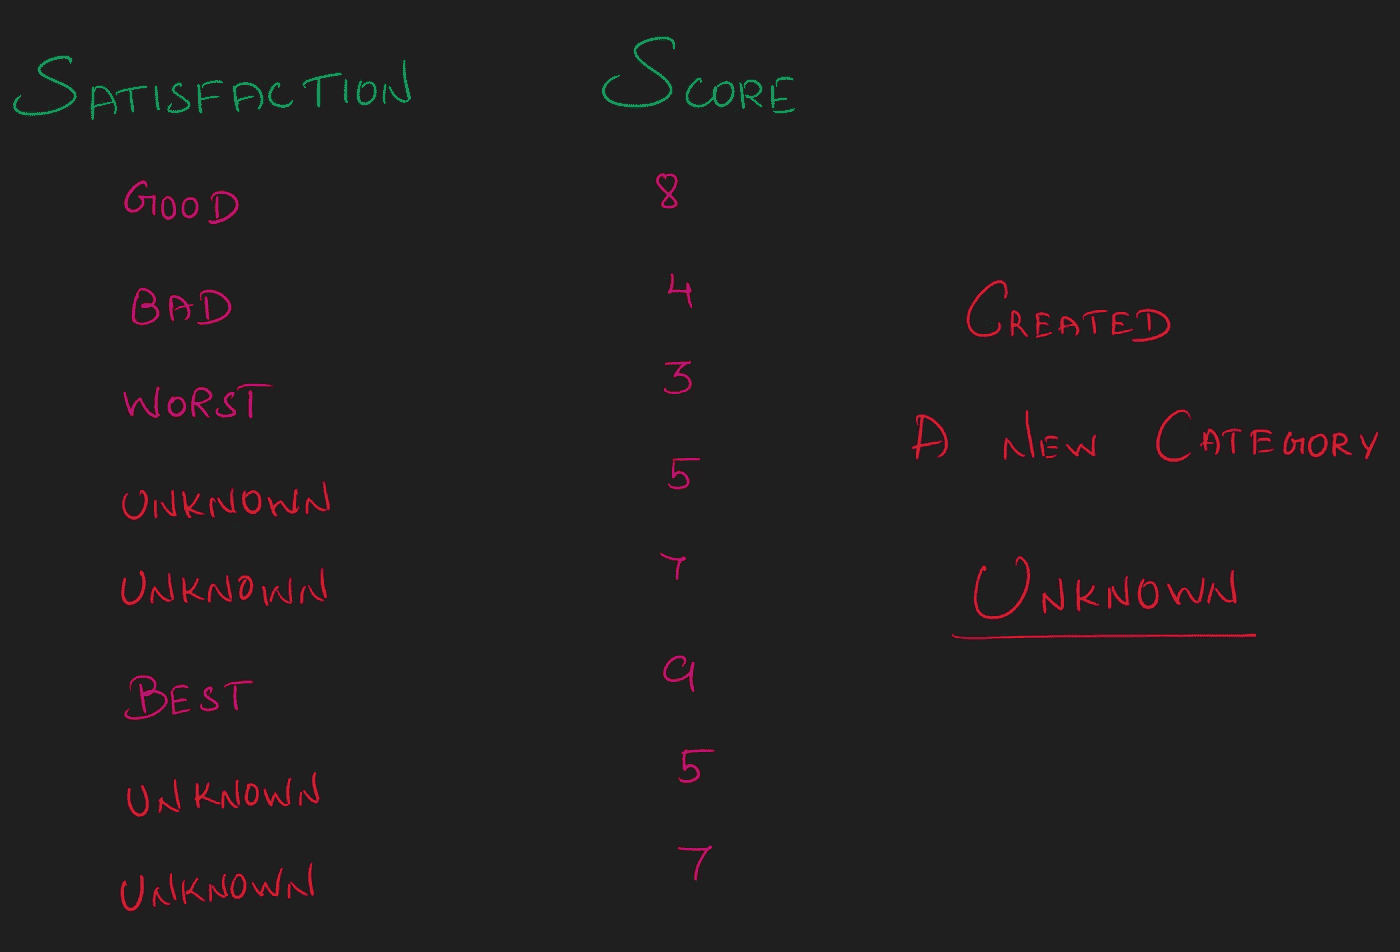 SATISFACTION SCORE
GOOD 8
BAD 4
WORST 3
UNKNOWN 5
UNKNOWN 7
BEST 9
UNKNOWN 5
UNKNOWN 7
CREATED
A NEW CATEGORY
UNKNOWN